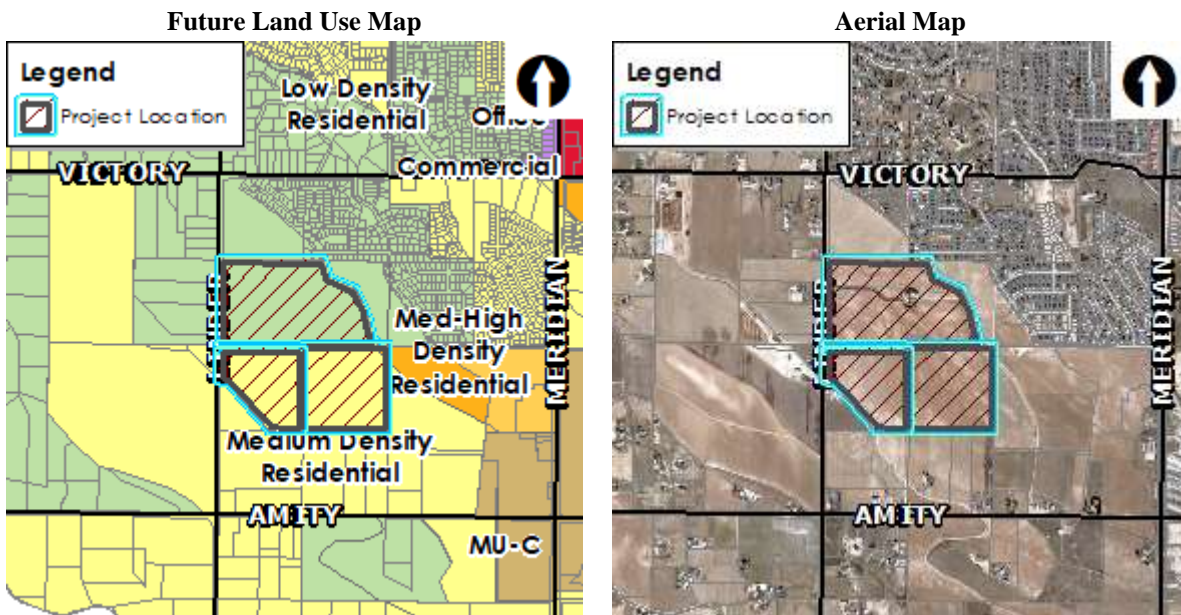 Future Land Use Map
Legend
Project Location
Low Density
Residential
Office
Commercial
VICTORY
MERIDIAN
Med-High
Density
Residential
Medium Density
Residential
AMITY
MU-C
Aerial Map
Legend
Project Location
VICTORY
MERIDIAN
AMITY